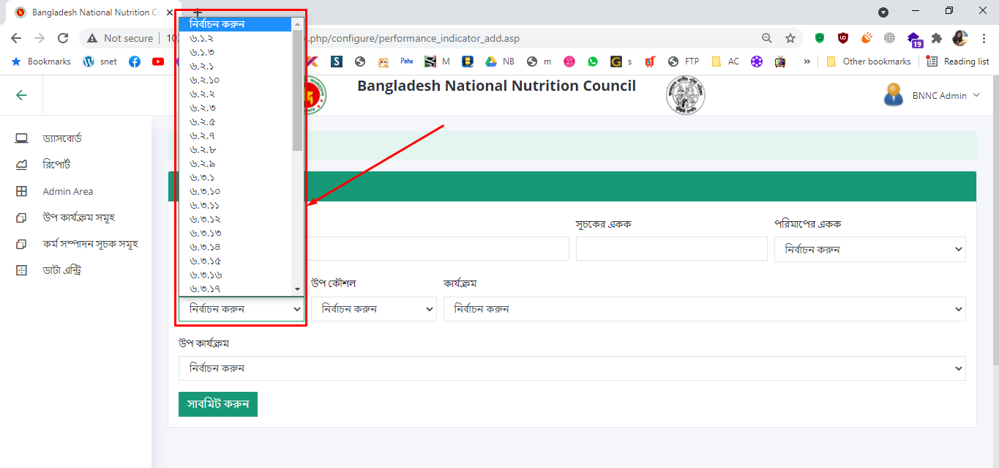 Bangladesh National Nutrition C
Not secure
10
.php/configure/performance_indicator_add.asp
19
Bookmarks
snet
S
Pahe
M
NB
m
G s
FTP
AC
»
Other bookmarks
Reading list
Bangladesh National Nutrition Council
BNNC Admin
ড্যাসবোর্ড
রিপোর্ট
Admin Area
উপ কার্যক্রম সমূহ
কর্ম সম্পাদন সূচক সমূহ
ডাটা এন্ট্রি
নির্বাচন করুন
৬.১.২
৬.১.৩
৬.২.১
৬.২.১০
৬.২.২
৬.২.৩
৬.২.৫
৬.২.৭
৬.২.৮
৬.২.৯
৬.৩.১
৬.৩.১০
৬.৩.১১
৬.৩.১২
৬.৩.১৩
৬.৩.১৪
৬.৩.১৫
৬.৩.১৬
৬.৩.১৭
সূচকের একক
পরিমাপের একক
নির্বাচন করুন
উপ কৌশল
কার্যক্রম
নির্বাচন করুন
নির্বাচন করুন
নির্বাচন করুন
উপ কার্যক্রম
নির্বাচন করুন
সাবমিট করুন